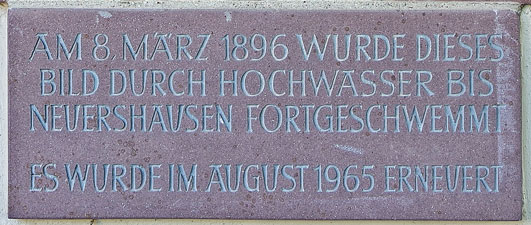 AM 8. MÄRZ 1896 WURDE DIESES
BILD DURCH HOCHWASSER BIS
NEUERSHAUSEN FORTGESCHWEMMT
ES WURDE IM AUGUST 1965 ERNEUERT